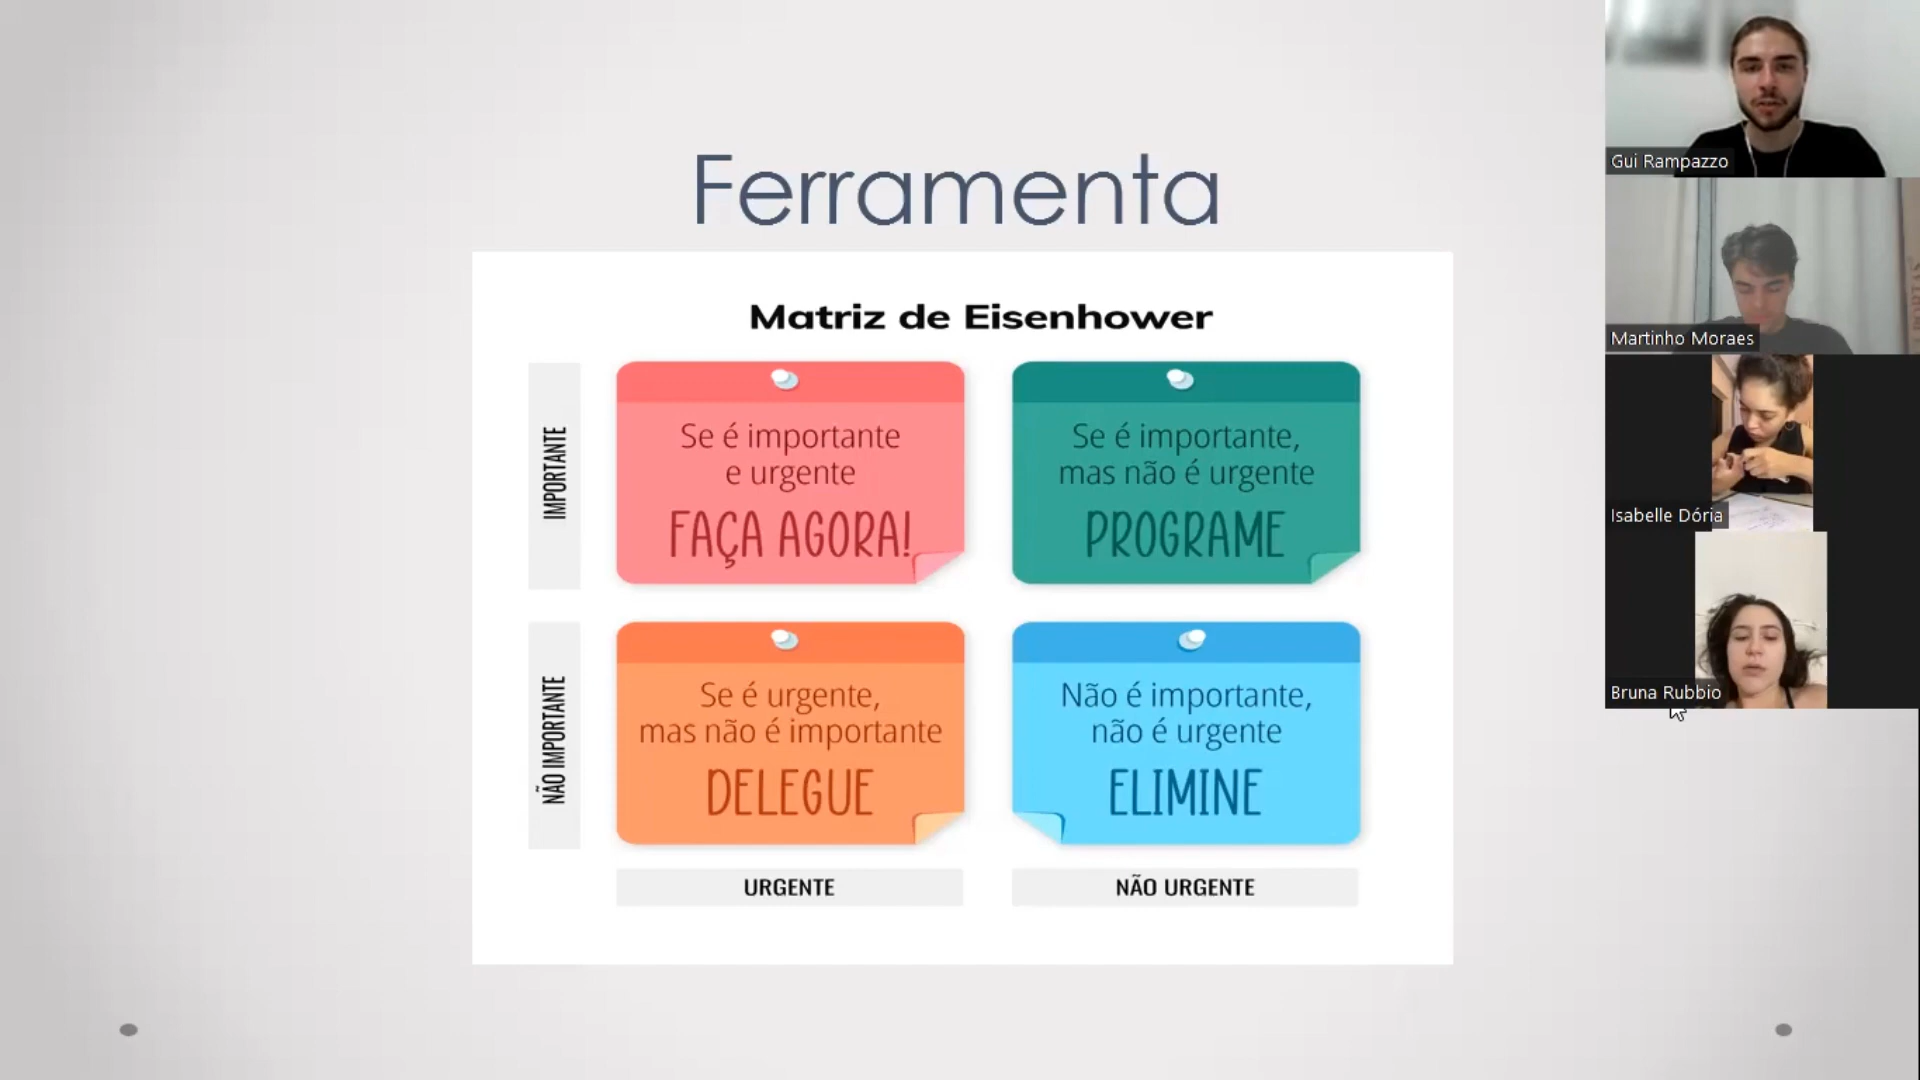 Ferramenta
Matriz de Eisenhower
IMPORTANTE
Se é importante
e urgente
FAÇA AGORA!
Se é importante,
mas não é urgente
PROGRAME
NÃO IMPORTANTE
Se é urgente,
mas não é importante
DELEGUE
Não é importante,
não é urgente
ELIMINE
URGENTE
NÃO URGENTE
Gui Rampazzo
Martinho Moraes
Isabelle Dória
Bruna Rubbio